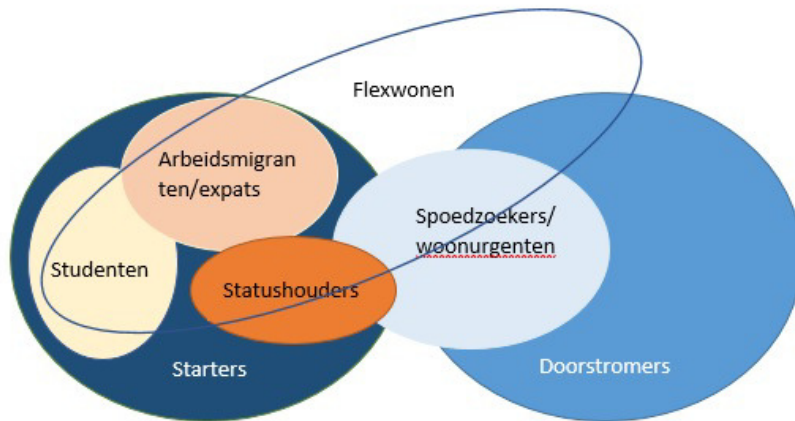 Flexwonen
Arbeidsmigran
ten/expats
Spoedzoekers/
woonurgenten
Studenten
Statushouders
Starters
Doorstromers